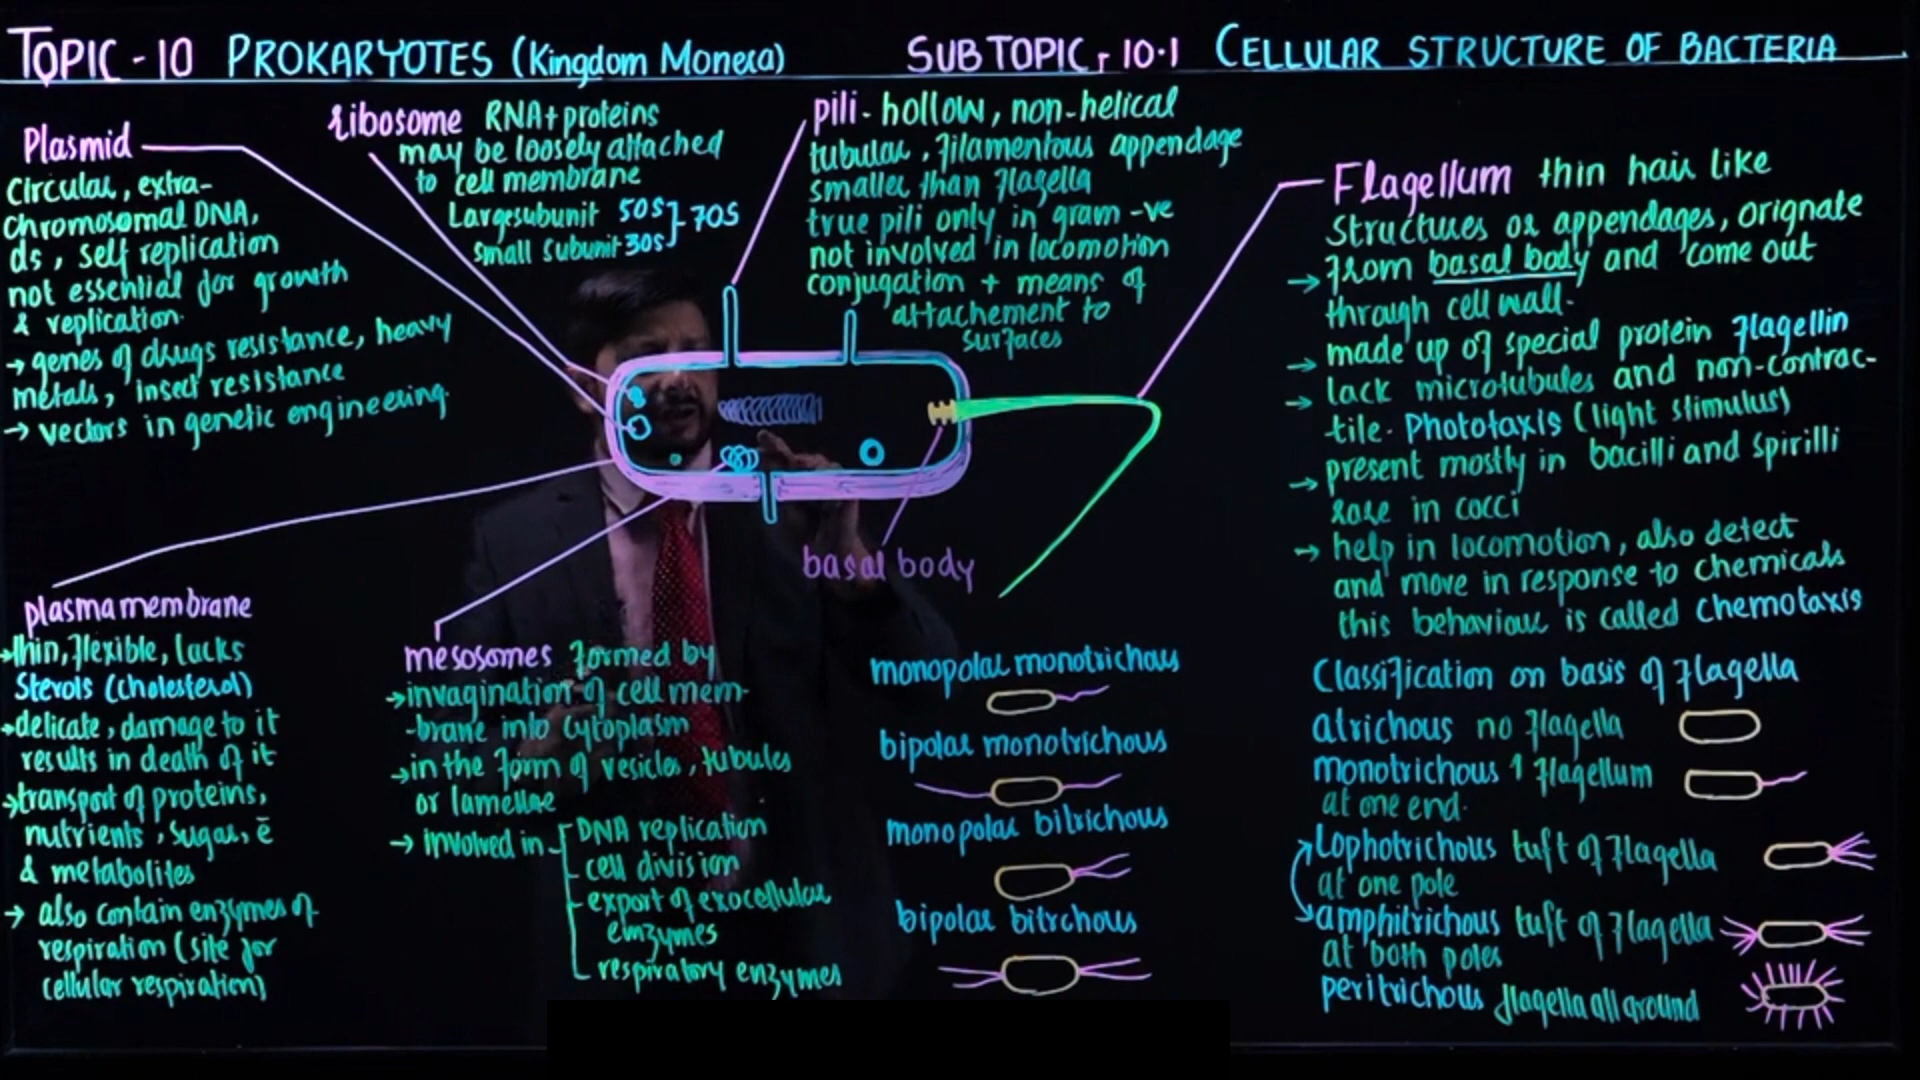 TOPIC - 10 PROKARYOTES (Kingdom Monera) SUBTOPIC - 10.1 CELLULAR STRUCTURE OF BACTERIA
Plasmid
Circular, extra-
chromosomal DNA,
ds, self replication
not essential for growth
& replication.
→ genes of drugs resistance, heavy
metals, insect resistance
→ vectors in genetic engineering.
ribosome RNA + proteins
may be loosely attached
to cell membrane
Large subunit 50S
small subunit 30S
70S
pili - hollow, non-helical
tubular, filamentous appendage
smaller than flagella
true pili only in gram -ve
not involved in locomotion
conjugation + means of
attachement to
surfaces
Flagellum thin hair like
structures or appendages, orignate
→ from basal body and come out
through cell wall.
→ made up of special protein flagellin
→ lack microtubules and non-contrac-
-tile. Phototaxis (light stimulus)
→ present mostly in bacilli and spirilli
rare in cocci
→ help in locomotion, also detect
and move in response to chemicals
this behaviour is called chemotaxis
basal body
plasma membrane
→ thin, flexible, lacks
sterols (cholesterol)
→ delicate, damage to it
results in death of it
→ transport of proteins,
nutrients, sugar, ē
& metabolites
→ also contain enzymes of
respiration (site for
cellular respiration)
mesosomes formed by
→ invagination of cell mem-
-brane into cytoplasm
→ in the form of vesicles, tubules
or lamellae
→ involved in
DNA replication
cell division
export of exocellular
enzymes
respiratory enzymes
monopolar monotrichous
bipolar monotrichous
monopolar bitrichous
bipolar bitrchous
Classification on basis of flagella
atrichous no flagella
monotrichous 1 flagellum
at one end.
Lophotrichous tuft of flagella
at one pole
amphitrichous tuft of flagella
at both poles
peritrichous flagella all around